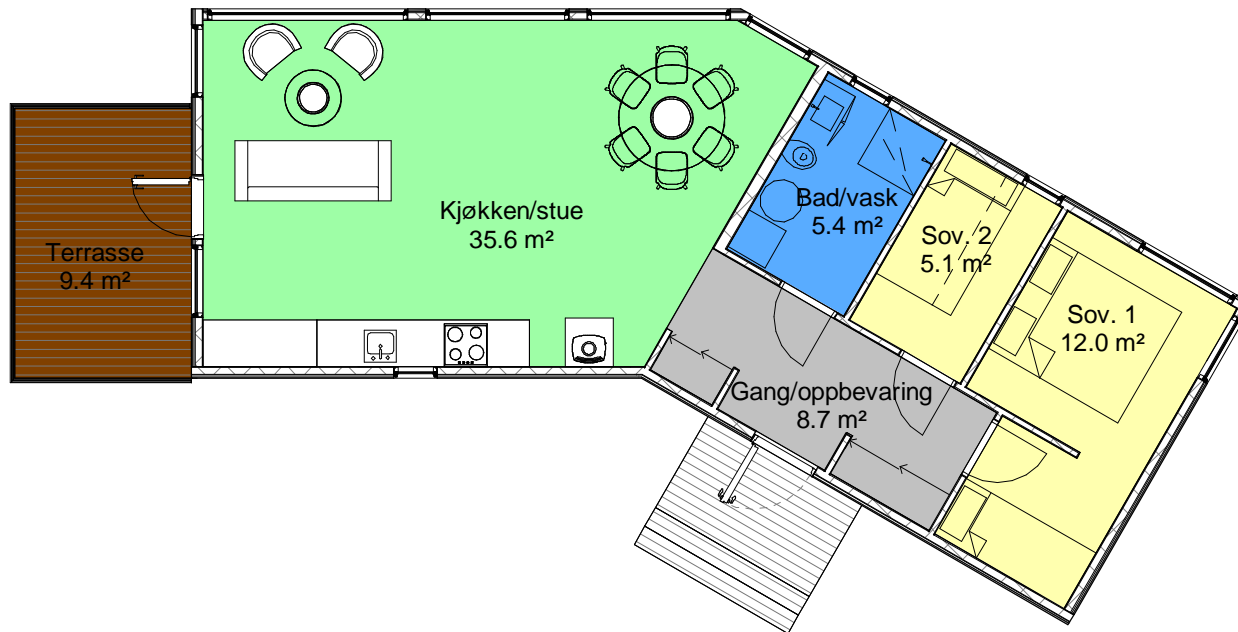 Kjøkken/stue
35.6 m²
Terrasse
9.4 m²
Bad/vask
5.4 m²
Sov. 2
5.1 m²
Sov. 1
12.0 m²
Gang/oppbevaring
8.7 m²